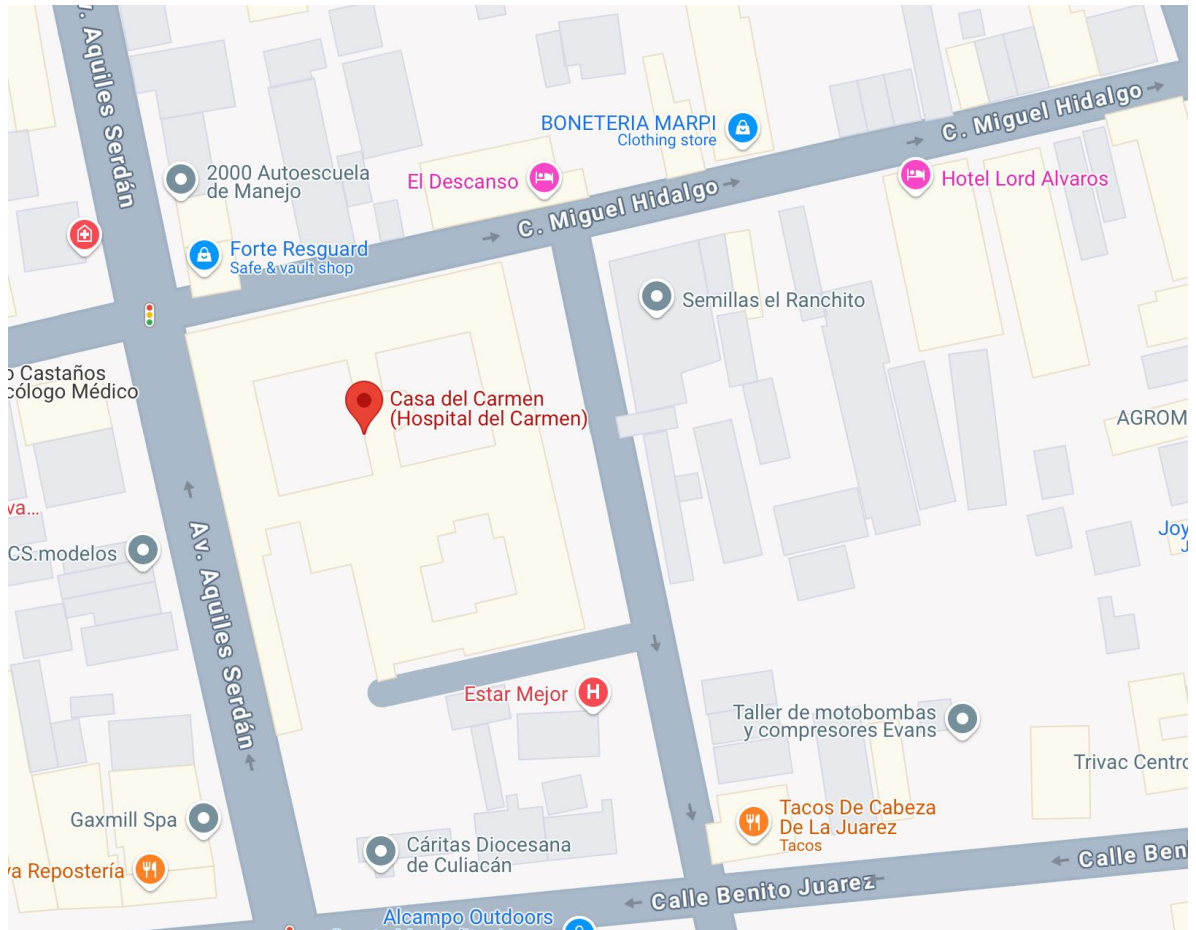 v. Aquiles Serdán
C. Miguel Hidalgo
BONETERIA MARPI
Clothing store
2000 Autoescuela
de Manejo
El Descanso
Hotel Lord Alvaros
C. Miguel Hidalgo
Forte Resguard
Safe & vault shop
Semillas el Ranchito
o Castaños
cólogo Médico
Casa del Carmen
(Hospital del Carmen)
AGROM
va...
CS.modelos
Joy
J
Av. Aquiles Serdán
Estar Mejor
H
Taller de motobombas
y compresores Evans
Trivac Centro
Gaxmill Spa
Tacos De Cabeza
De La Juarez
Tacos
Cáritas Diocesana
de Culiacán
va Repostería
Calle Ben
Calle Benito Juarez
Alcampo Outdoors